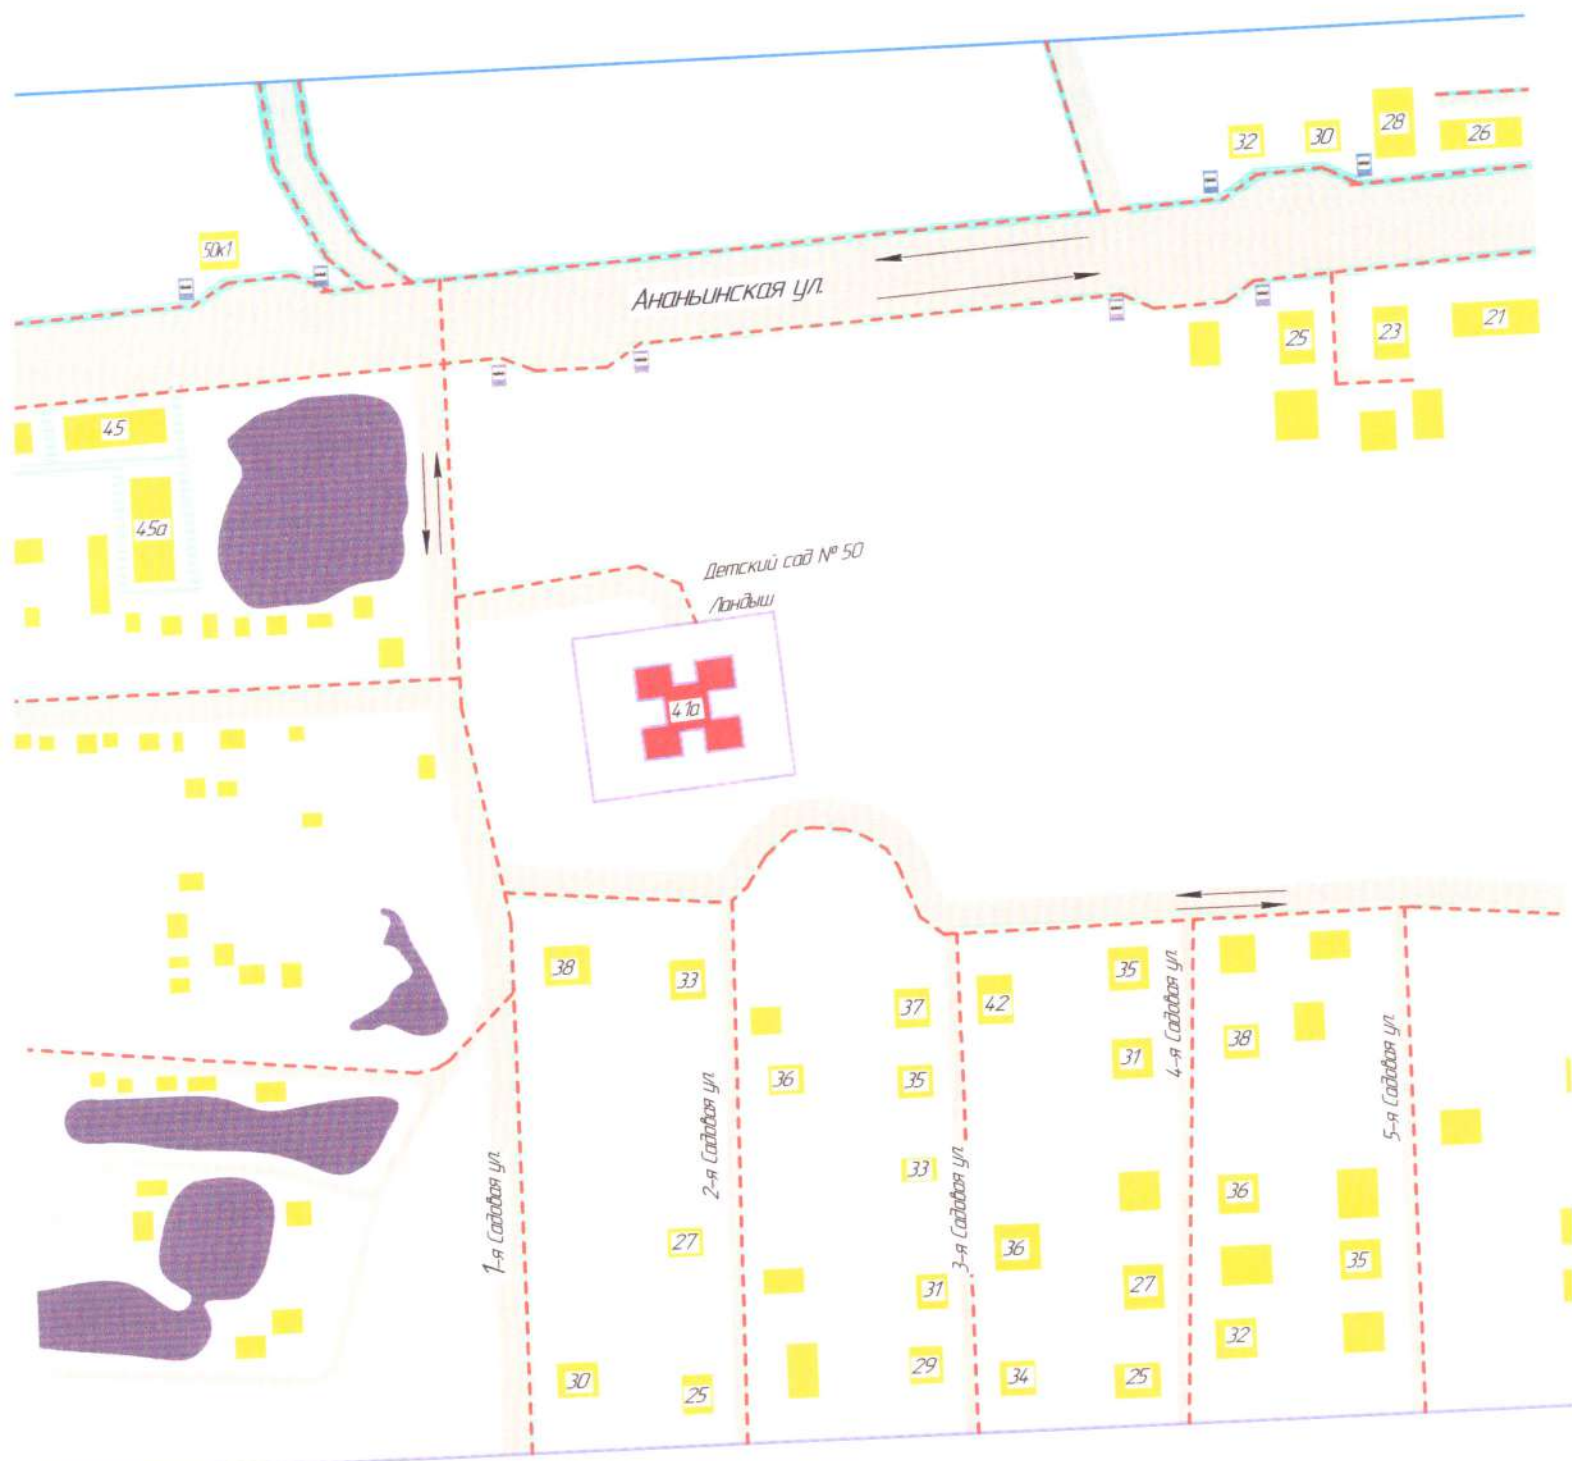 32
30
28
26
50к1
Ананьинская ул.
25
23
21
45
45а
Детский сад № 50
Ландыш
41а
38
33
37
42
35
4-я Садовая ул.
38
5-я Садовая ул.
36
35
31
2-я Садовая ул.
33
1-я Садовая ул.
3-я Садовая ул.
36
27
36
35
31
27
32
29
30
25
34
25